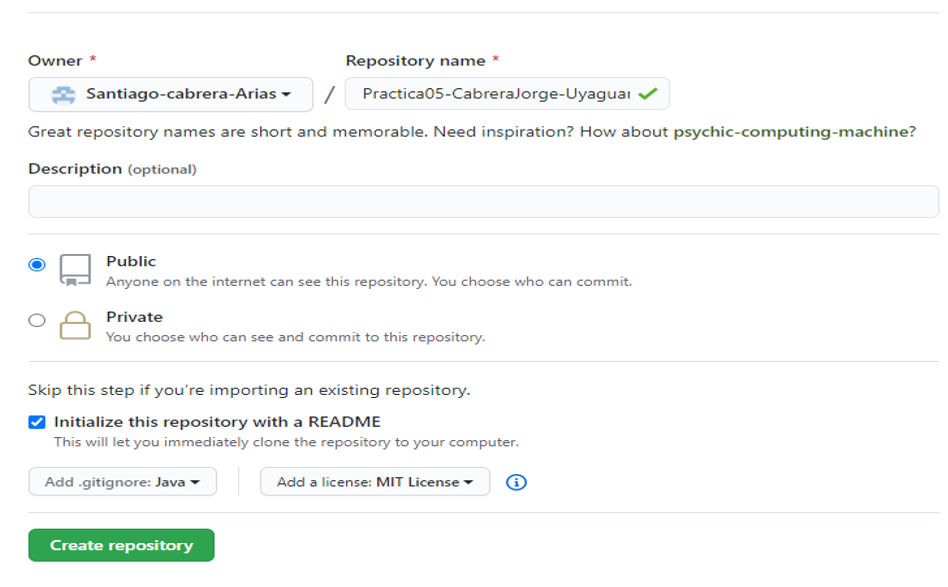 Owner * Repository name *
Santiago-cabrera-Arias / Practica05-CabreraJorge-Uyaguar
Great repository names are short and memorable. Need inspiration? How about psychic-computing-machine?
Description (optional)
Public
Anyone on the internet can see this repository. You choose who can commit.
Private
You choose who can see and commit to this repository.
Skip this step if you're importing an existing repository.
Initialize this repository with a README
This will let you immediately clone the repository to your computer.
Add .gitignore: Java Add a license: MIT License
Create repository